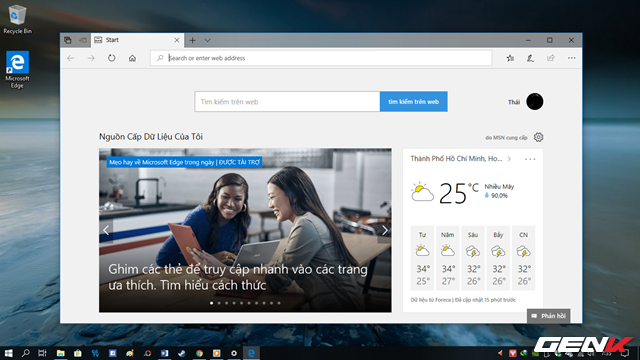 Recycle Bin
Microsoft
Edge
Start
Search or enter web address
Tìm kiếm trên web
tìm kiếm trên web
Thái
Nguồn Cấp Dữ Liệu Của Tôi
do MSN cung cấp
Mẹo hay về Microsoft Edge trong ngày | ĐƯỢC TÀI TRỢ
Ghim các thẻ để truy cập nhanh vào các trang
ưa thích. Tìm hiểu cách thức
Thành Phố Hồ Chí Minh, Ho...
25°C
Nhiều Mây
90,0%
Tư Năm Sáu Bảy CN
34° 34° 32° 32° 32°
25° 27° 26° 26° 26°
Dữ liệu từ Foreca | Đã cập nhật 15 phút trước
Phản hồi
GENK